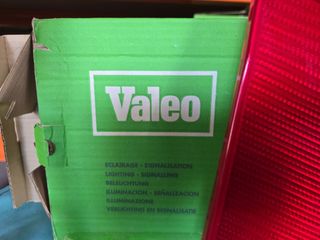 Valeo
ECLAIRAGE - SIGNALISATION
LIGHTING - SIGNALLING
BELEUCHTUNG
ILUMINACION - SEÑALIZACION
ILLUMINAZIONE
VERLICHTING EN SIGNALISATIE